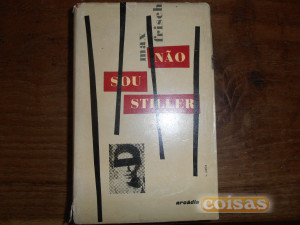 max
frisch
NÃO
SOU
STILLER
arcádia
coisas